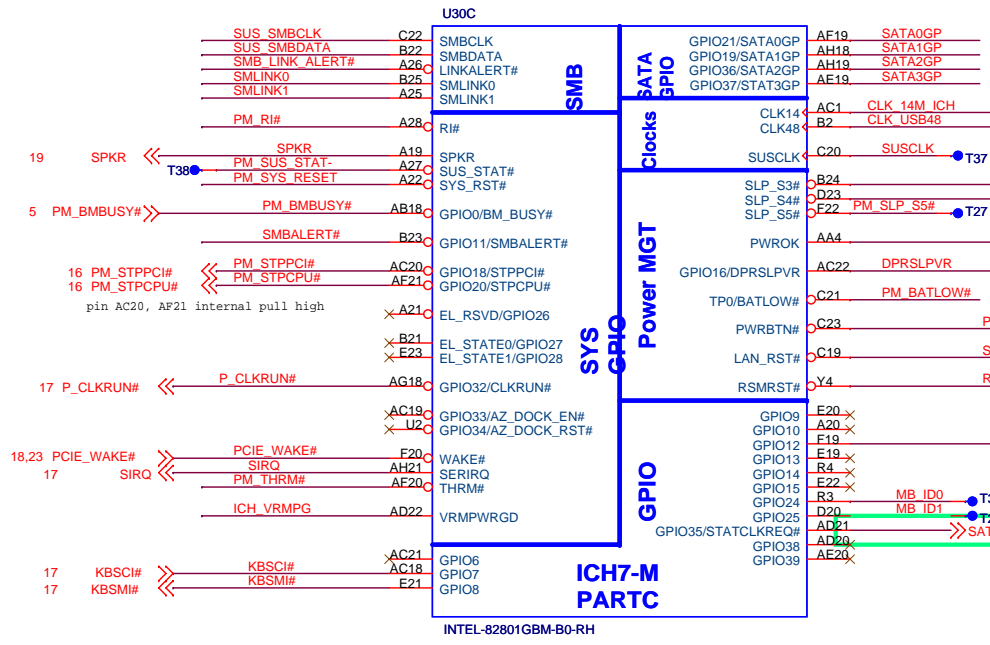 U30C
SUS_SMBCLK C22 SMBCLK
SUS_SMBDATA B22 SMBDATA
SMB_LINK_ALERT# A26 LINKALERT#
SMLINK0 B25 SMLINK0
SMLINK1 A25 SMLINK1
SMB
PM_RI# A28 RI#
19 SPKR SPKR A19 SPKR
T38 PM_SUS_STAT- A27 SUS_STAT#
PM_SYS_RESET A22 SYS_RST#
5 PM_BMBUSY# PM_BMBUSY# AB18 GPIO0/BM_BUSY#
SMBALERT# B23 GPIO11/SMBALERT#
16 PM_STPPCI# PM_STPPCI# AC20 GPIO18/STPPCI#
16 PM_STPCPU# PM_STPCPU# AF21 GPIO20/STPCPU#
pin AC20, AF21 internal pull high
A21 EL_RSVD/GPIO26
B21 EL_STATE0/GPIO27
E23 EL_STATE1/GPIO28
SYS
GPIO
17 P_CLKRUN# P_CLKRUN# AG18 GPIO32/CLKRUN#
AC19 GPIO33/AZ_DOCK_EN#
U2 GPIO34/AZ_DOCK_RST#
18,23 PCIE_WAKE# PCIE_WAKE# F20 WAKE#
17 SIRQ SIRQ AH21 SERIRQ
PM_THRM# AF20 THRM#
ICH_VRMPG AD22 VRMPWRGD
AC21 GPIO6
17 KBSCI# KBSCI# AC18 GPIO7
17 KBSMI# KBSMI# E21 GPIO8
SATA
GPIO
GPIO21/SATA0GP AF19 SATA0GP
GPIO19/SATA1GP AH18 SATA1GP
GPIO36/SATA2GP AH19 SATA2GP
GPIO37/STAT3GP AE19 SATA3GP
Clocks
CLK14 AC1 CLK_14M_ICH
CLK48 B2 CLK_USB48
SUSCLK C20 SUSCLK T37
Power MGT
SLP_S3# B24
SLP_S4# D23
SLP_S5# F22 PM_SLP_S5# T27
PWROK AA4
GPIO16/DPRSLPVR AC22 DPRSLPVR
TP0/BATLOW# C21 PM_BATLOW#
PWRBTN# C23 P
LAN_RST# C19 S
RSMRST# Y4 R
GPIO
GPIO9 E20
GPIO10 A20
GPIO12 F19
GPIO13 E19
GPIO14 R4
GPIO15 E22
GPIO24 R3 MB_ID0 T3
GPIO25 D20 MB_ID1 T2
GPIO35/STATCLKREQ# AD21 SAT
GPIO38 AD20
GPIO39 AE20
ICH7-M
PARTC
INTEL-82801GBM-B0-RH